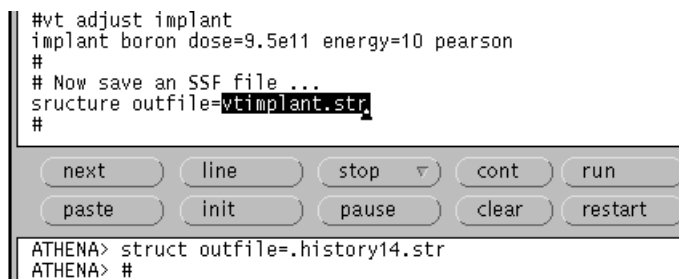 #vt adjust implant
implant boron dose=9.5e11 energy=10 pearson
#
# Now save an SSF file ...
sructure outfile=vtimplant.str
#
next line stop cont run
paste init pause clear restart
ATHENA> struct outfile=.history14.str
ATHENA> #